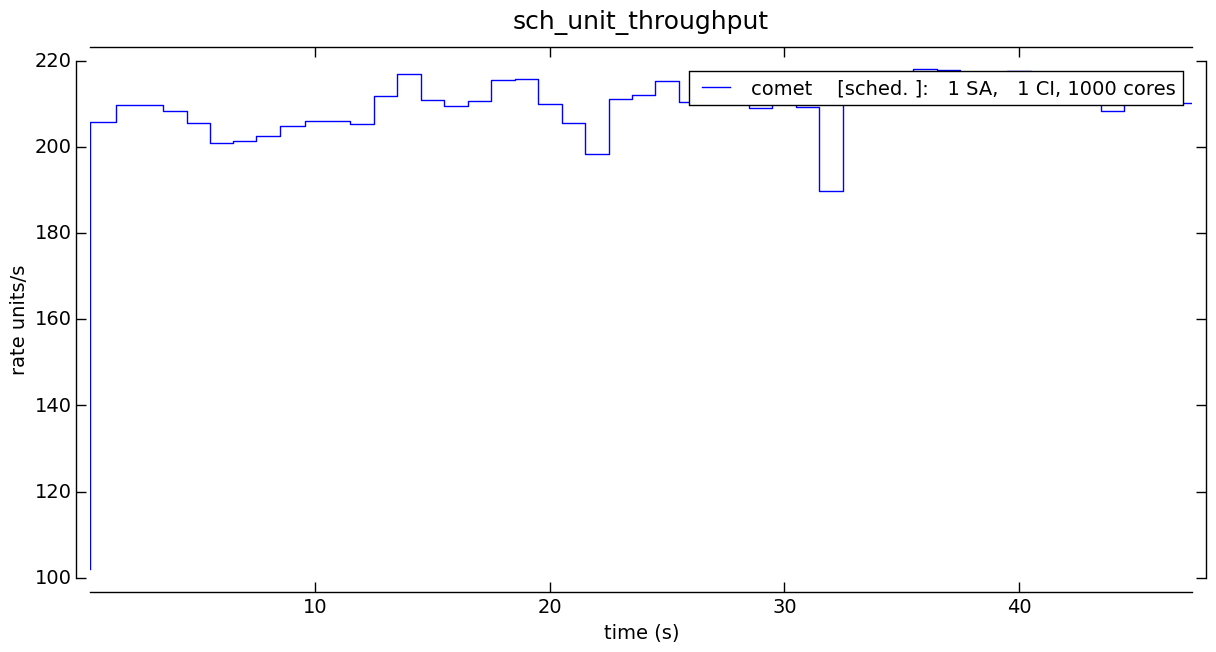 sch_unit_throughput
220
comet [sched. ]: 1 SA, 1 CI, 1000 cores
200
180
160
140
120
100
rate units/s
10 20 30 40
time (s)